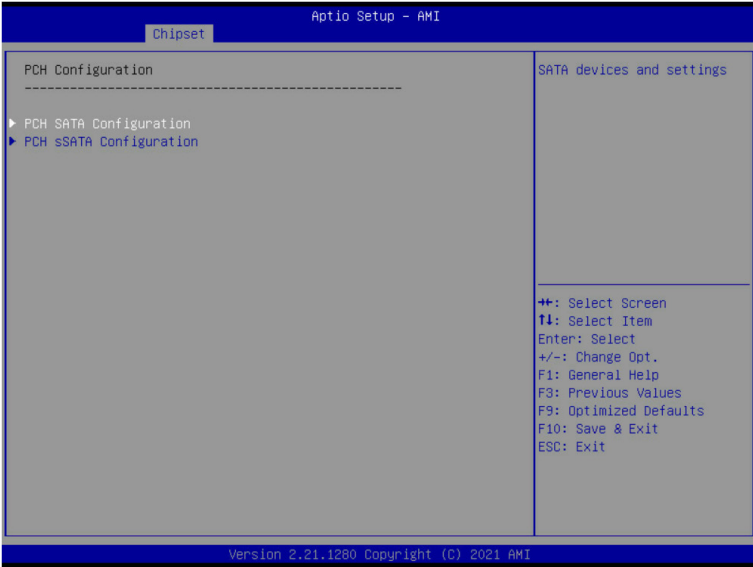 Aptio Setup – AMI
Chipset
PCH Configuration
------------------------------------------------
▶ PCH SATA Configuration
▶ PCH sSATA Configuration
SATA devices and settings
→←: Select Screen
↑↓: Select Item
Enter: Select
+/-: Change Opt.
F1: General Help
F3: Previous Values
F9: Optimized Defaults
F10: Save & Exit
ESC: Exit
Version 2.21.1280 Copyright (C) 2021 AMI